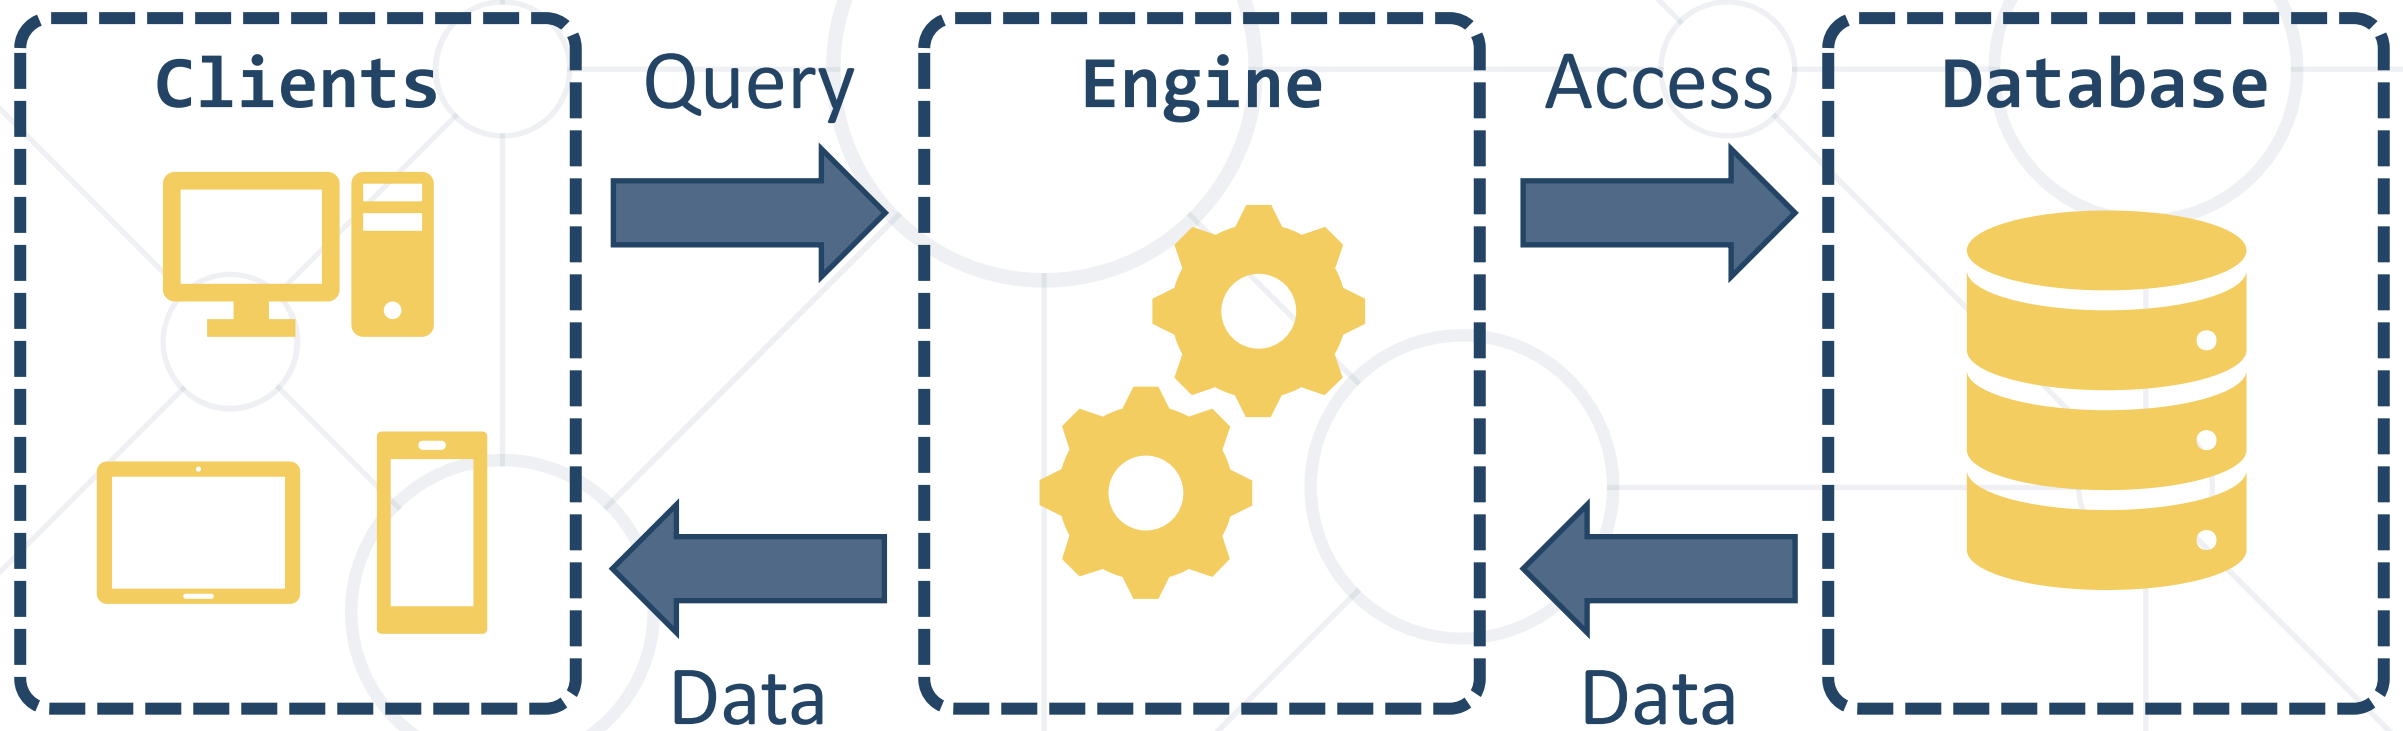 Clients
Query
Engine
Access
Database
Data
Data